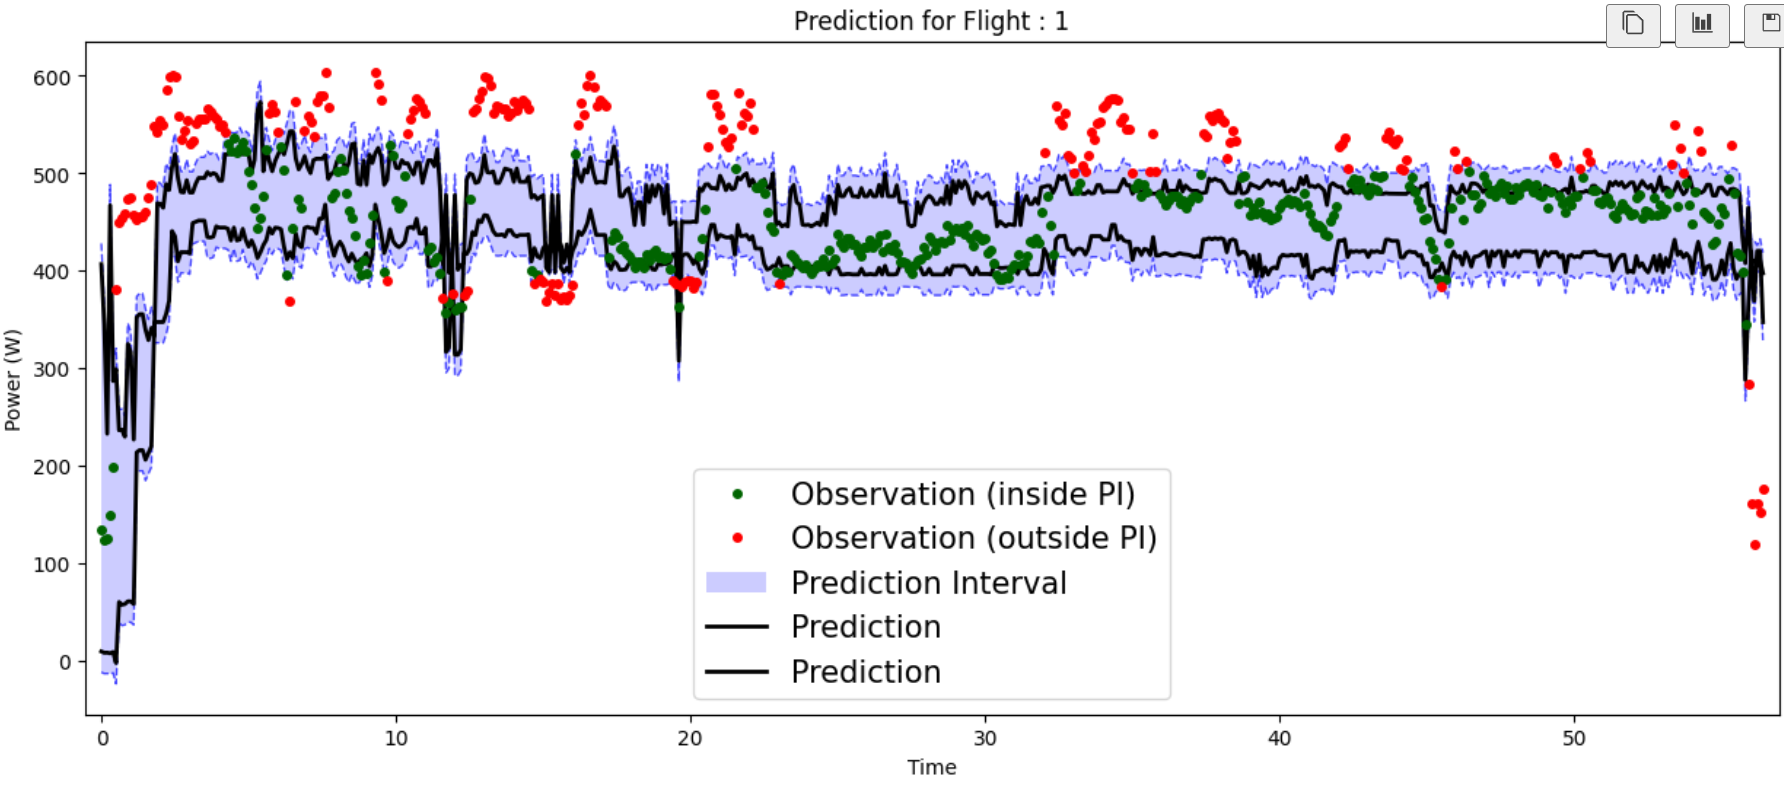 Prediction for Flight : 1
600
500
400
300
200
100
0
Power (W)
Observation (inside PI)
Observation (outside PI)
Prediction Interval
Prediction
Prediction
0 10 20 30 40 50
Time